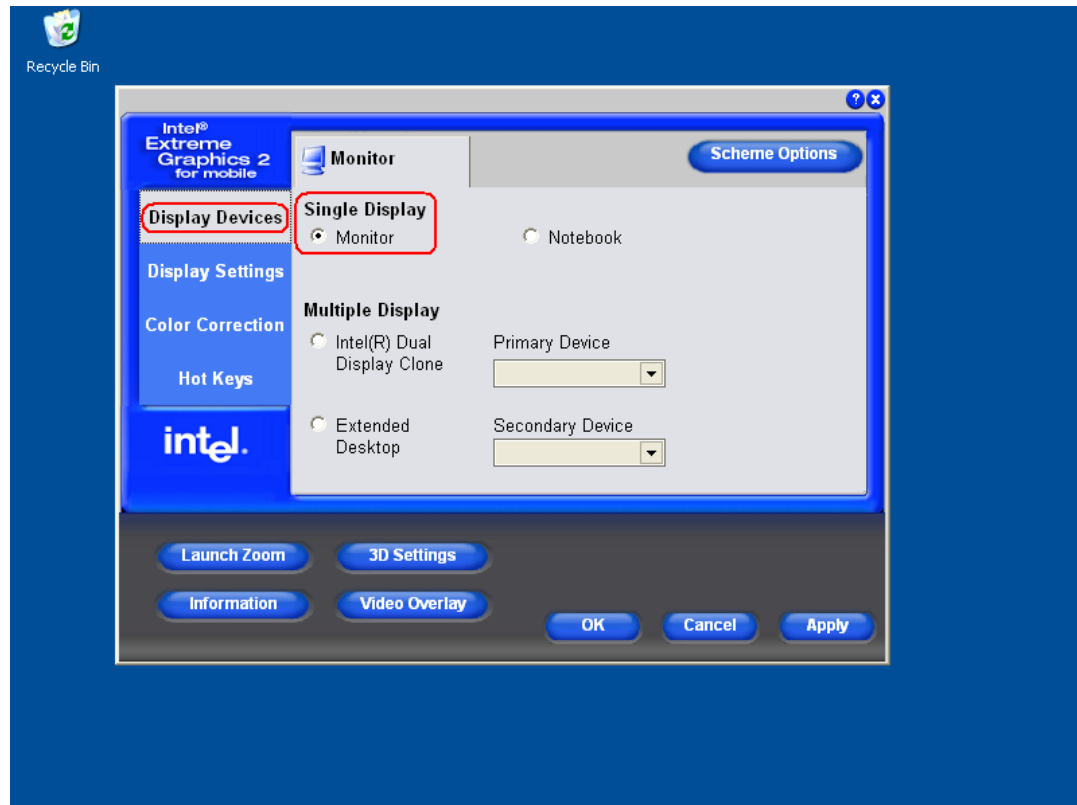 Recycle Bin
Intel®
Extreme
Graphics 2
for mobile
Monitor
Scheme Options
Display Devices
Single Display
Monitor
Notebook
Display Settings
Multiple Display
Color Correction
Intel(R) Dual
Display Clone
Primary Device
Hot Keys
Extended
Desktop
Secondary Device
intel.
Launch Zoom
3D Settings
Information
Video Overlay
OK
Cancel
Apply